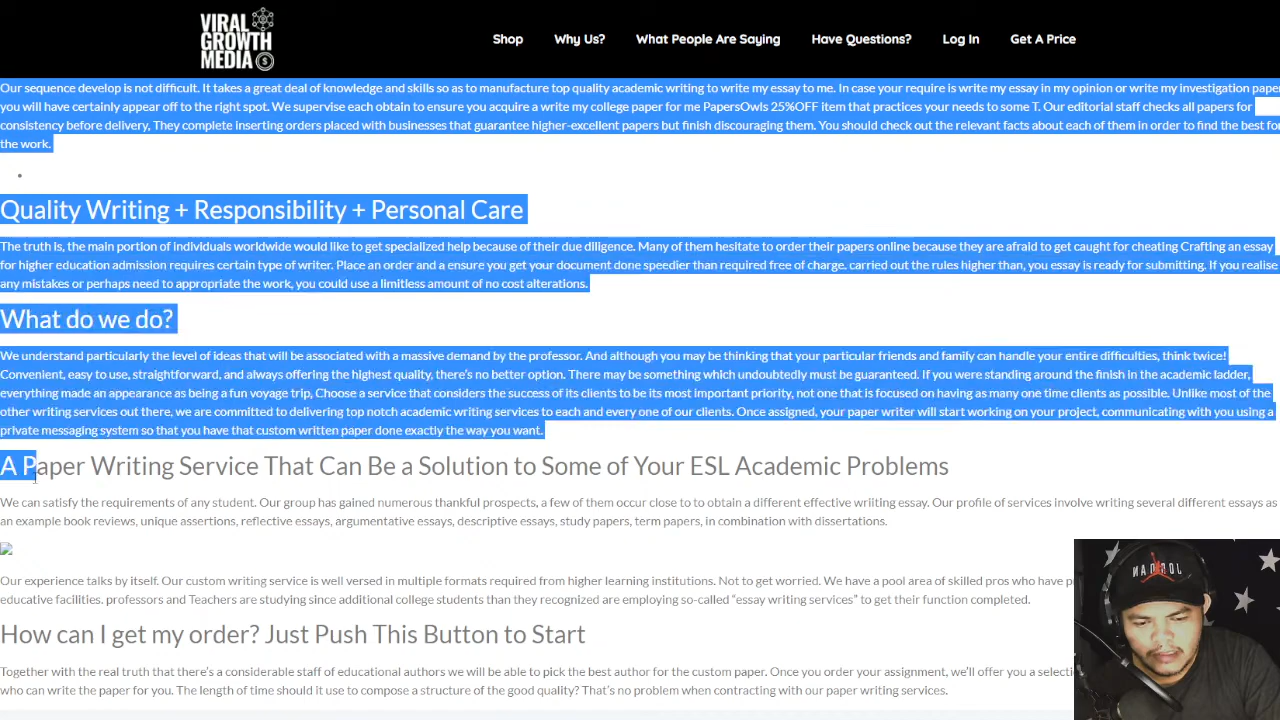 VIRAL
GROWTH
MEDIA
Shop
Why Us?
What People Are Saying
Have Questions?
Log In
Get A Price
Our sequence develop is not difficult. It takes a great deal of knowledge and skills so as to manufacture top quality academic writing to write my essay to me. In case your require is write my essay in my opinion or write my investigation paper
you will have certainly appear off to the right spot. We supervise each obtain to ensure you acquire a write my college paper for me PapersOwls 25%OFF item that practices your needs to some T. Our editorial staff checks all papers for
consistency before delivery, They complete inserting orders placed with businesses that guarantee higher-excellent papers but finish discouraging them. You should check out the relevant facts about each of them in order to find the best for
the work.
Quality Writing + Responsibility + Personal Care
The truth is, the main portion of individuals worldwide would like to get specialized help because of their due diligence. Many of them hesitate to order their papers online because they are afraid to get caught for cheating Crafting an essay
for higher education admission requires certain type of writer. Place an order and a ensure you get your document done speedier than required free of charge. carried out the rules higher than, you essay is ready for submitting. If you realise
any mistakes or perhaps need to appropriate the work, you could use a limitless amount of no cost alterations.
What do we do?
We understand particularly the level of ideas that will be associated with a massive demand by the professor. And although you may be thinking that your particular friends and family can handle your entire difficulties, think twice!
Convenient, easy to use, straightforward, and always offering the highest quality, there's no better option. There may be something which undoubtedly must be guaranteed. If you were standing around the finish in the academic ladder,
everything made an appearance as being a fun voyage trip, Choose a service that considers the success of its clients to be its most important priority, not one that is focused on having as many one time clients as possible. Unlike most of the
other writing services out there, we are committed to delivering top notch academic writing services to each and every one of our clients. Once assigned, your paper writer will start working on your project, communicating with you using a
private messaging system so that you have that custom written paper done exactly the way you want.
A Paper Writing Service That Can Be a Solution to Some of Your ESL Academic Problems
We can satisfy the requirements of any student. Our group has gained numerous thankful prospects, a few of them occur close to to obtain a different effective wriiting essay. Our profile of services involve writing several different essays as
an example book reviews, unique assertions, reflective essays, argumentative essays, descriptive essays, study papers, term papers, in combination with dissertations.
Our experience talks by itself. Our custom writing service is well versed in multiple formats required from higher learning institutions. Not to get worried. We have a pool area of skilled pros who have
educative facilities. professors and Teachers are studying since additional college students than they recognized are employing so-called “essay writing services” to get their function completed.
How can I get my order? Just Push This Button to Start
Together with the real truth that there's a considerable staff of educational authors we will be able to pick the best author for the custom paper. Once you order your assignment, we'll offer you a
who can write the paper for you. The length of time should it use to compose a structure of the good quality? That's no problem when contracting with our paper writing services.